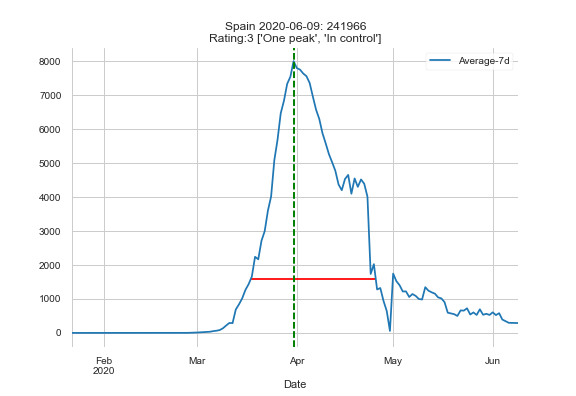 Spain 2020-06-09: 241966
Rating:3 ['One peak', 'In control']
Average-7d
8000
7000
6000
5000
4000
3000
2000
1000
0
Feb
2020
Mar
Apr
May
Jun
Date